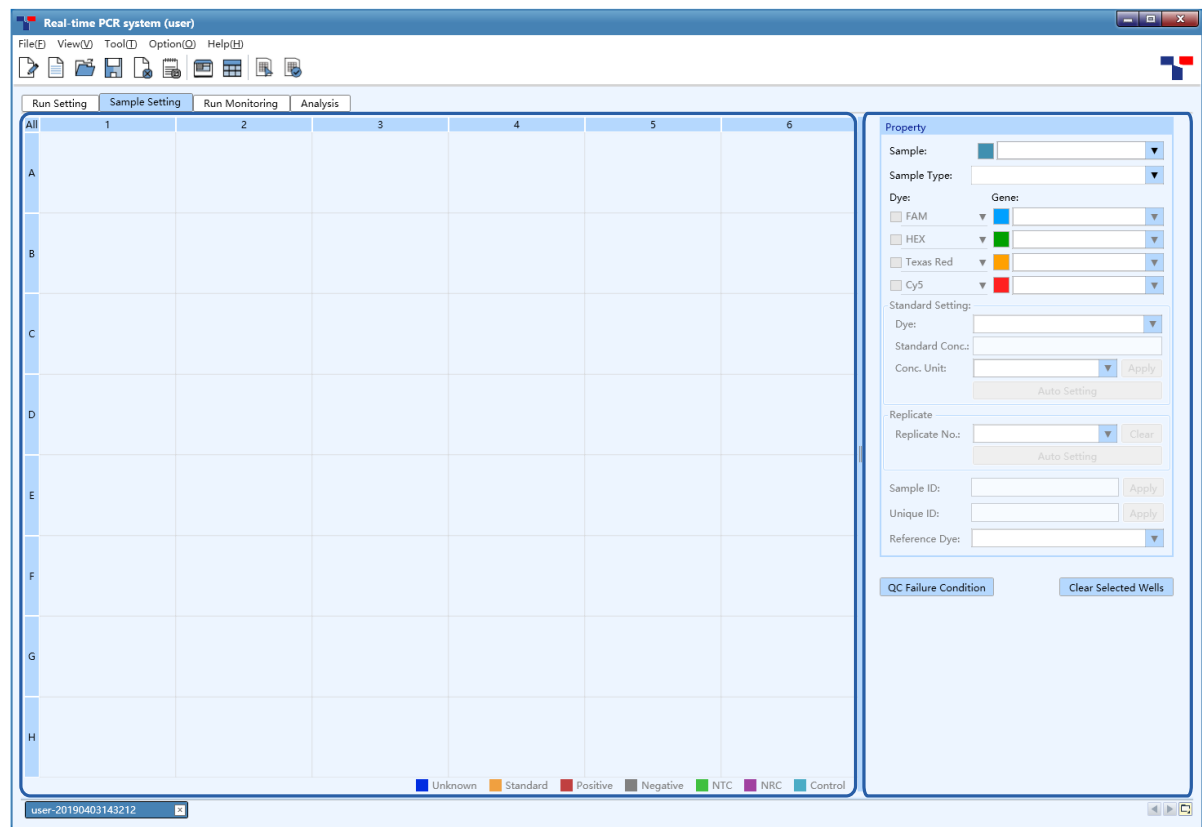 Real-time PCR system (user)
File(F) View(V) Tool(T) Option(O) Help(H)
Run Setting Sample Setting Run Monitoring Analysis
All 1 2 3 4 5 6
A
B
C
D
E
F
G
H
Unknown Standard Positive Negative NTC NRC Control
Property
Sample:
Sample Type:
Dye: Gene:
FAM
HEX
Texas Red
Cy5
Standard Setting:
Dye:
Standard Conc.:
Conc. Unit: Apply
Auto Setting
Replicate
Replicate No.: Clear
Auto Setting
Sample ID: Apply
Unique ID: Apply
Reference Dye:
QC Failure Condition Clear Selected Wells
user-20190403143212